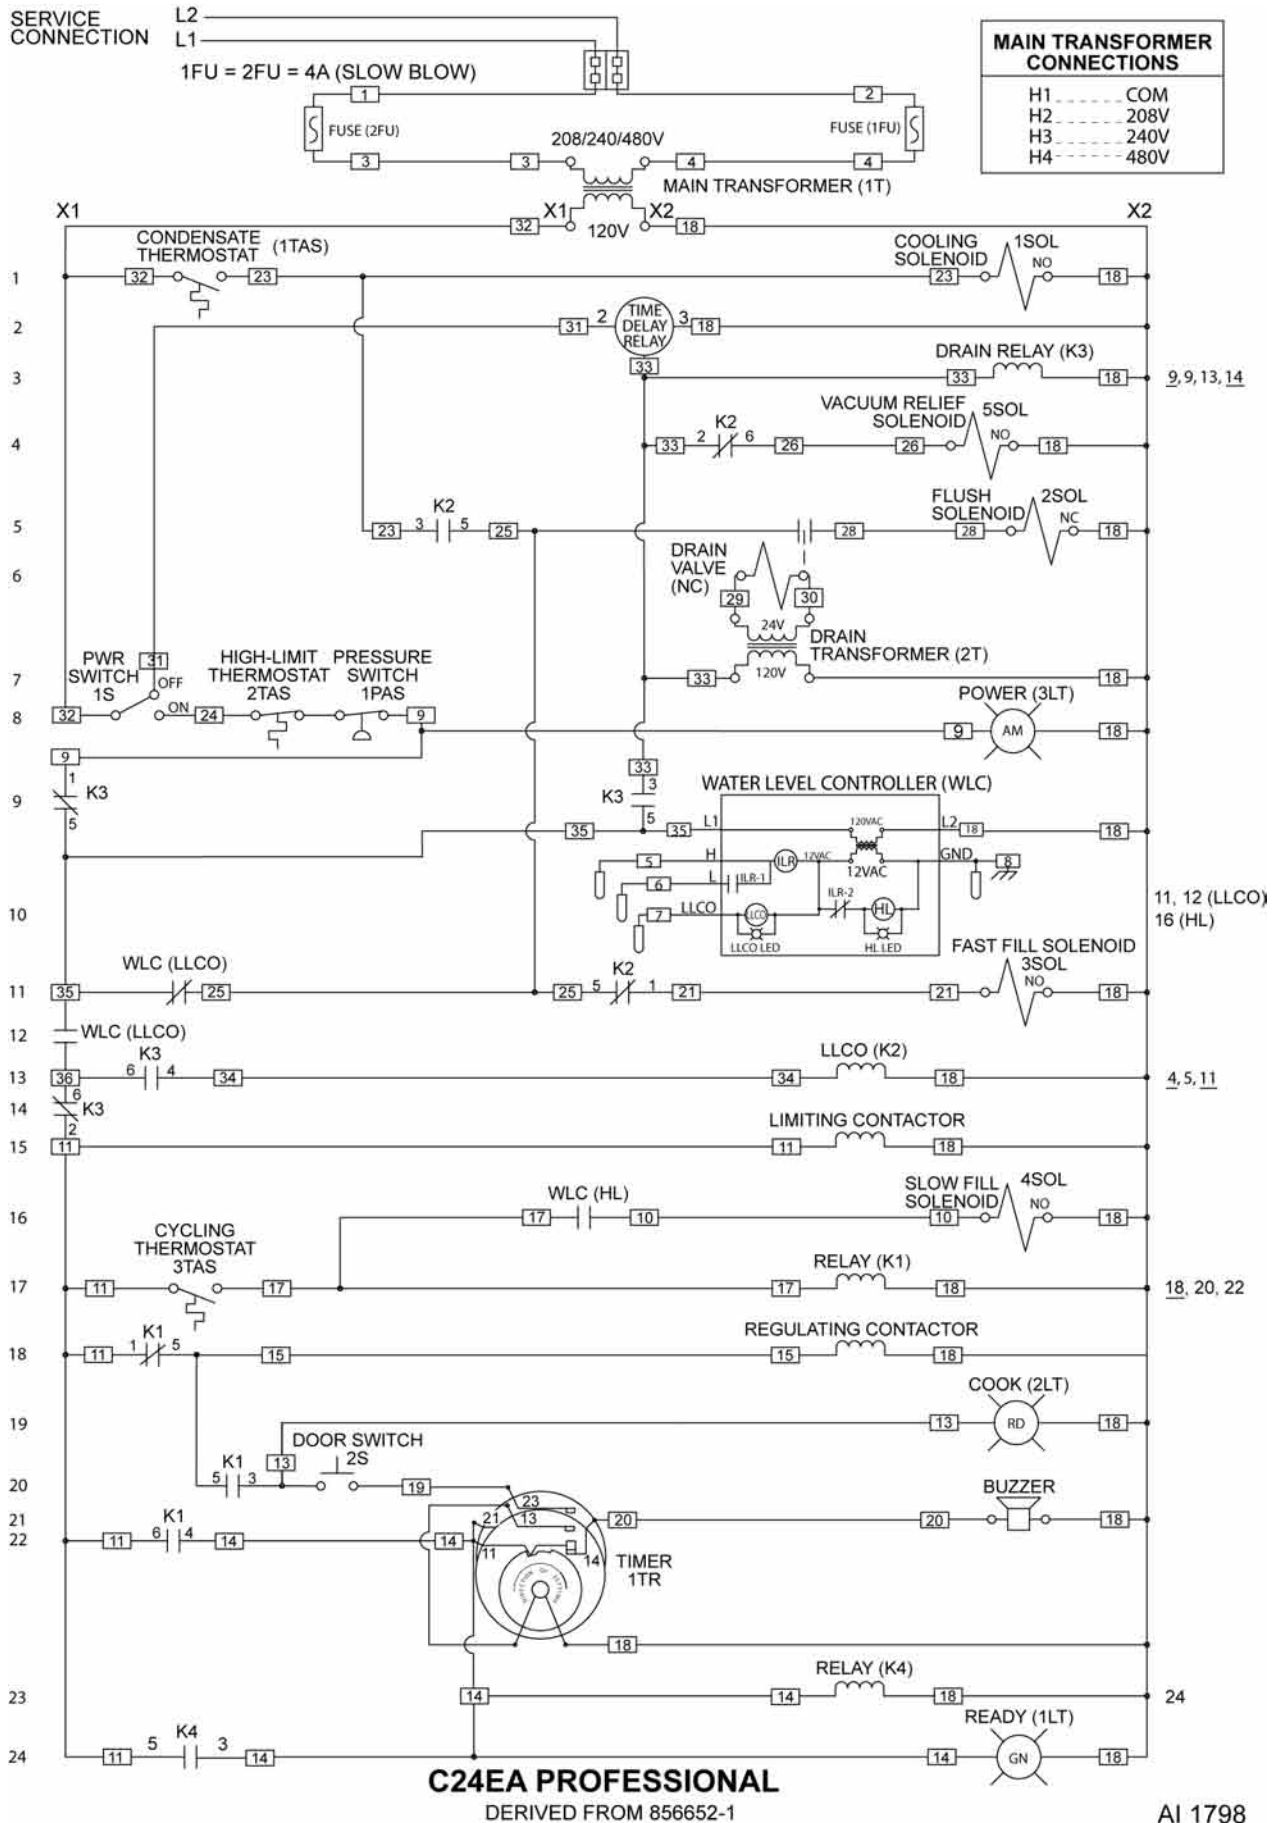 SERVICE
CONNECTION
L2
L1
1FU = 2FU = 4A (SLOW BLOW)
MAIN TRANSFORMER
CONNECTIONS
H1 COM
H2 208V
H3 240V
H4 480V
1 2
FUSE (2FU) FUSE (1FU)
208/240/480V
3 3 4 4
MAIN TRANSFORMER (1T)
X1 X1 X2 X2
32 120V 18
CONDENSATE
THERMOSTAT (1TAS)
COOLING
SOLENOID 1SOL
NO
1 32 23 23 18
TIME
DELAY
RELAY
2 31 2 3 18
33
DRAIN RELAY (K3)
3 33 18 9, 9, 13, 14
VACUUM RELIEF
SOLENOID 5SOL
K2 NO
4 33 2 6 26 26 18
FLUSH
SOLENOID 2SOL
K2 NC
5 23 3 5 25 28 28 18
DRAIN
VALVE
(NC)
6
29 30
24V
DRAIN
TRANSFORMER (2T)
120V
PWR
SWITCH
1S
31
OFF
HIGH-LIMIT
THERMOSTAT
2TAS
PRESSURE
SWITCH
1PAS
7 33 18
POWER (3LT)
8 32 ON 24 9
9 AM 18
9
1
9 K3
5
33
3
K3
5
WATER LEVEL CONTROLLER (WLC)
35 35 L1 120VAC L2 18 18
5 H ILR 12VAC 12VAC GND 8
6 L ILR-1 ILR-2
10 7 LLCO LLCO HL
LLCO LED HL LED
11, 12 (LLCO)
16 (HL)
FAST FILL SOLENOID
3SOL
WLC (LLCO) K2 NO
11 35 25 25 5 1 21 21 18
12 WLC (LLCO)
K3 LLCO (K2)
13 36 6 4 34 34 18 4, 5, 11
6
14 K3
2
LIMITING CONTACTOR
15 11 11 18
SLOW FILL
SOLENOID 4SOL
WLC (HL) NO
16 17 10 10 18
CYCLING
THERMOSTAT
3TAS
RELAY (K1)
17 11 17 17 18 18, 20, 22
K1 REGULATING CONTACTOR
18 11 1 5 15 15 18
COOK (2LT)
19 13 RD 18
DOOR SWITCH
2S
13
K1
20 5 3 19
BUZZER
21 23 21 13 20 20 18
K1
22 11 6 4 14 14 11 14
TIMER
1TR
DIRECTION OF SETTING
18
RELAY (K4)
23 14 14 18 24
READY (1LT)
K4
24 11 5 3 14 14 GN 18
C24EA PROFESSIONAL
DERIVED FROM 856652-1
AI 1798